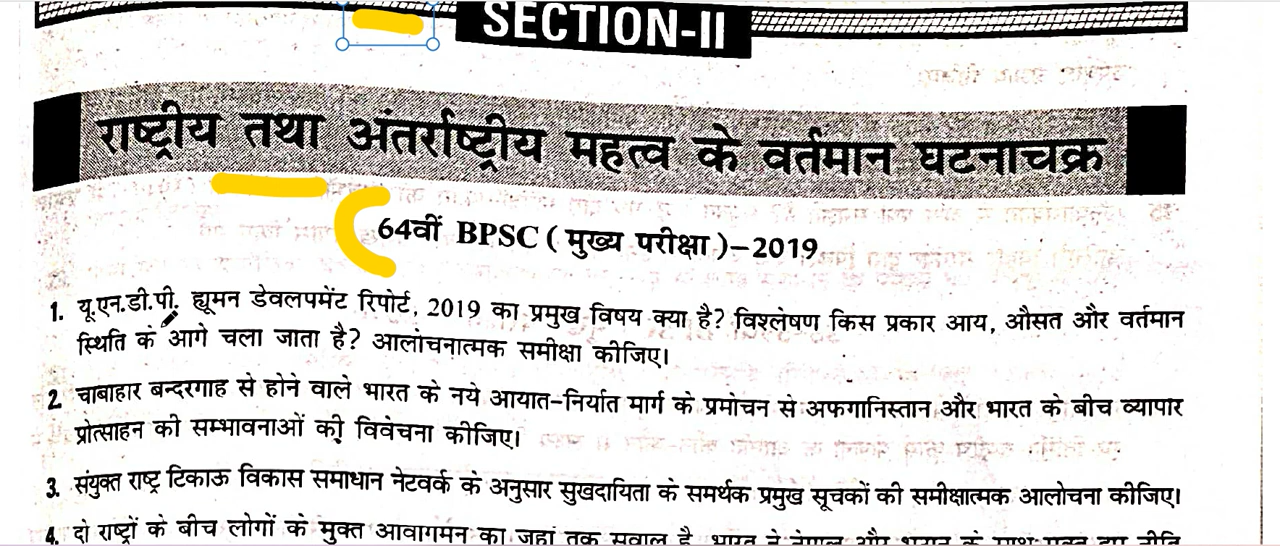 SECTION-II
राष्ट्रीय तथा अंतर्राष्ट्रीय महत्व के वर्तमान घटनाचक्र
64वीं BPSC ( मुख्य परीक्षा )–2019
1. यू.एन.डी.पी. ह्यूमन डेवलपमेंट रिपोर्ट, 2019 का प्रमुख विषय क्या है? विश्लेषण किस प्रकार आय, औसत और वर्तमान
स्थिति के आगे चला जाता है? आलोचनात्मक समीक्षा कीजिए।
2. चाबाहार बन्दरगाह से होने वाले भारत के नये आयात-निर्यात मार्ग के प्रमोचन से अफगानिस्तान और भारत के बीच व्यापार
प्रोत्साहन की सम्भावनाओं की विवेचना कीजिए।
3. संयुक्त राष्ट्र टिकाऊ विकास समाधान नेटवर्क के अनुसार सुखदायिता के समर्थक प्रमुख सूचकों की समीक्षात्मक आलोचना कीजिए।
4. दो राष्ट्रों के बीच लोगों के मुक्त आवागमन का जहां तक सवाल है, भारत ने नेपाल और भूटान के साथ मुक्त द्वार नीति